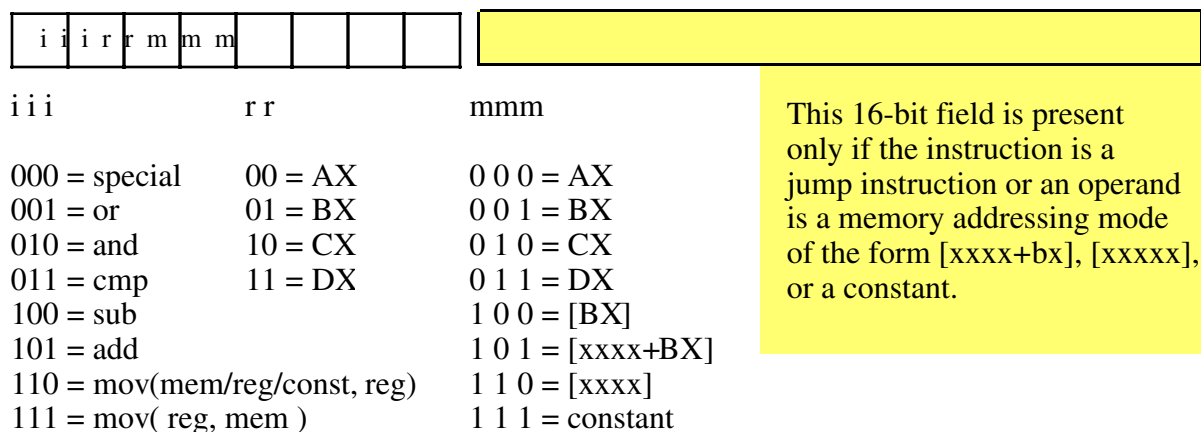 i i i r r m m m
i i i
r r
mmm
000 = special
00 = AX
0 0 0 = AX
001 = or
01 = BX
0 0 1 = BX
010 = and
10 = CX
0 1 0 = CX
011 = cmp
11 = DX
0 1 1 = DX
100 = sub
1 0 0 = [BX]
101 = add
1 0 1 = [xxxx+BX]
110 = mov(mem/reg/const, reg)
1 1 0 = [xxxx]
111 = mov( reg, mem )
1 1 1 = constant
This 16-bit field is present
only if the instruction is a
jump instruction or an operand
is a memory addressing mode
of the form [xxxx+bx], [xxxxx],
or a constant.